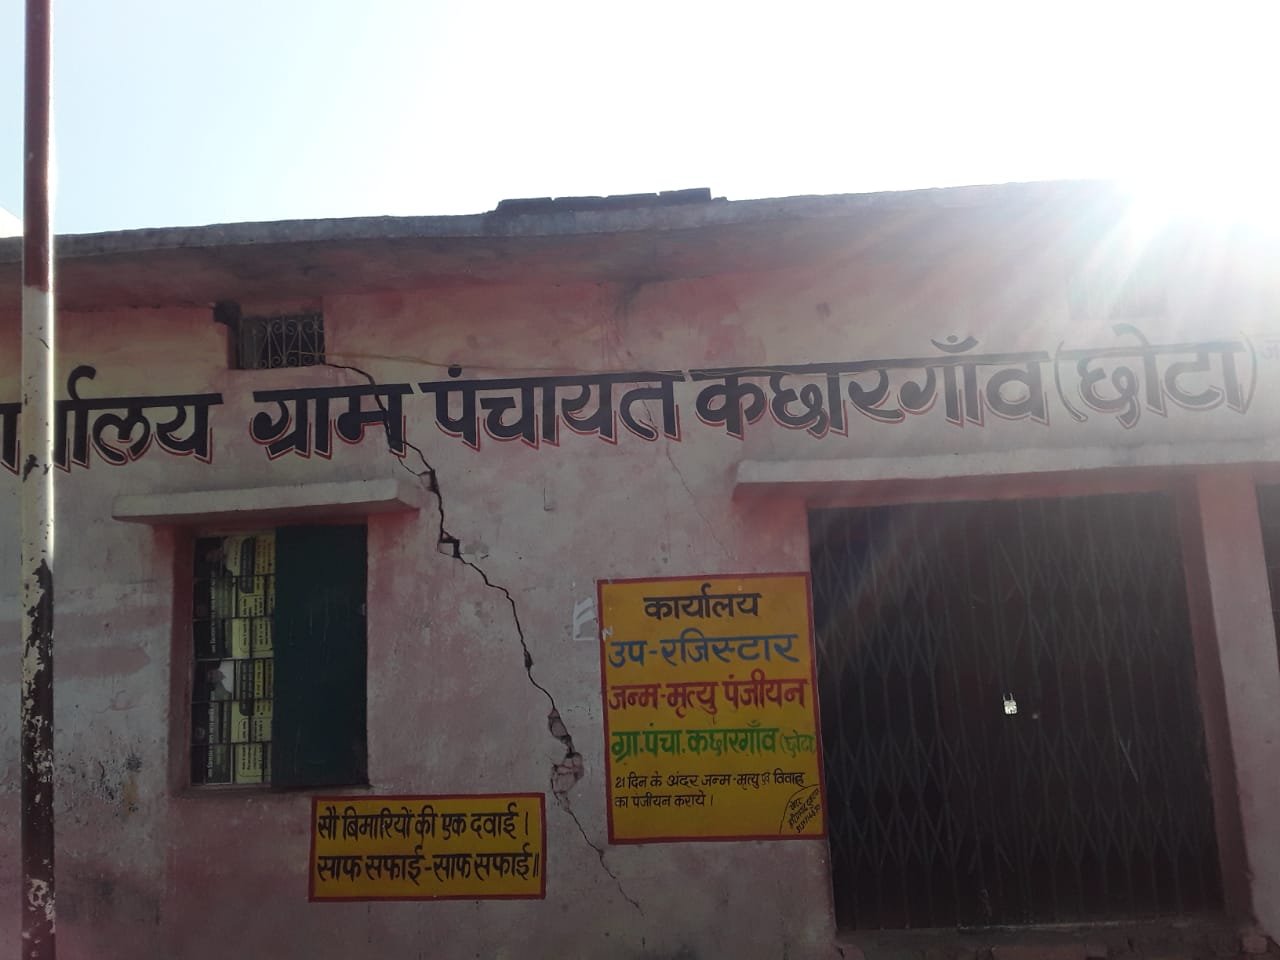 कार्यालय ग्राम पंचायत कछारगाँव (छोटा)
कार्यालय
उप-रजिस्टार
जन्म-मृत्यु पंजीयन
ग्रा.पंचा.कछारगाँव (छोटा)
21 दिन के अंदर जन्म-मृत्यु एवं विवाह
का पंजीयन कराये।
सौ बिमारियों की एक दवाई।
साफ सफाई-साफ सफाई॥